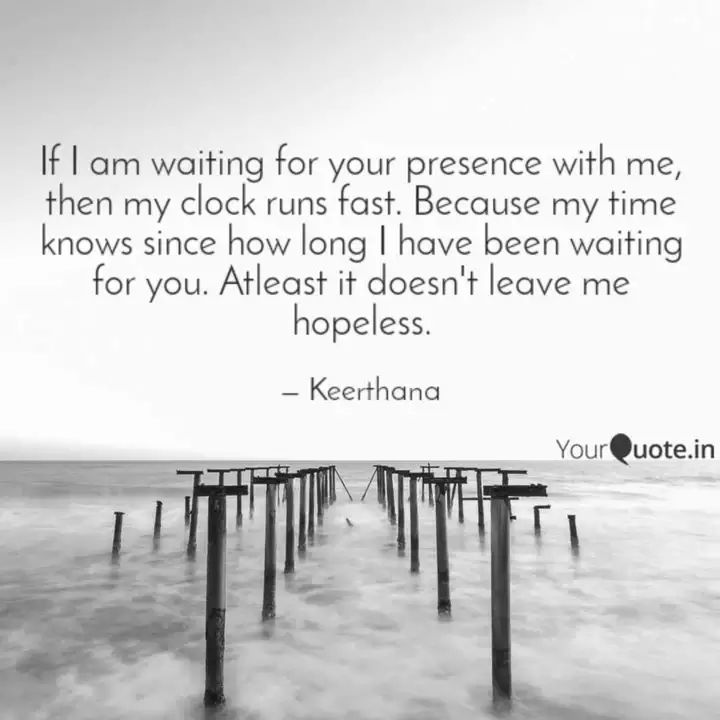 If I am waiting for your presence with me,
then my clock runs fast. Because my time
knows since how long I have been waiting
for you. Atleast it doesn't leave me
hopeless.
– Keerthana
YourQuote.in